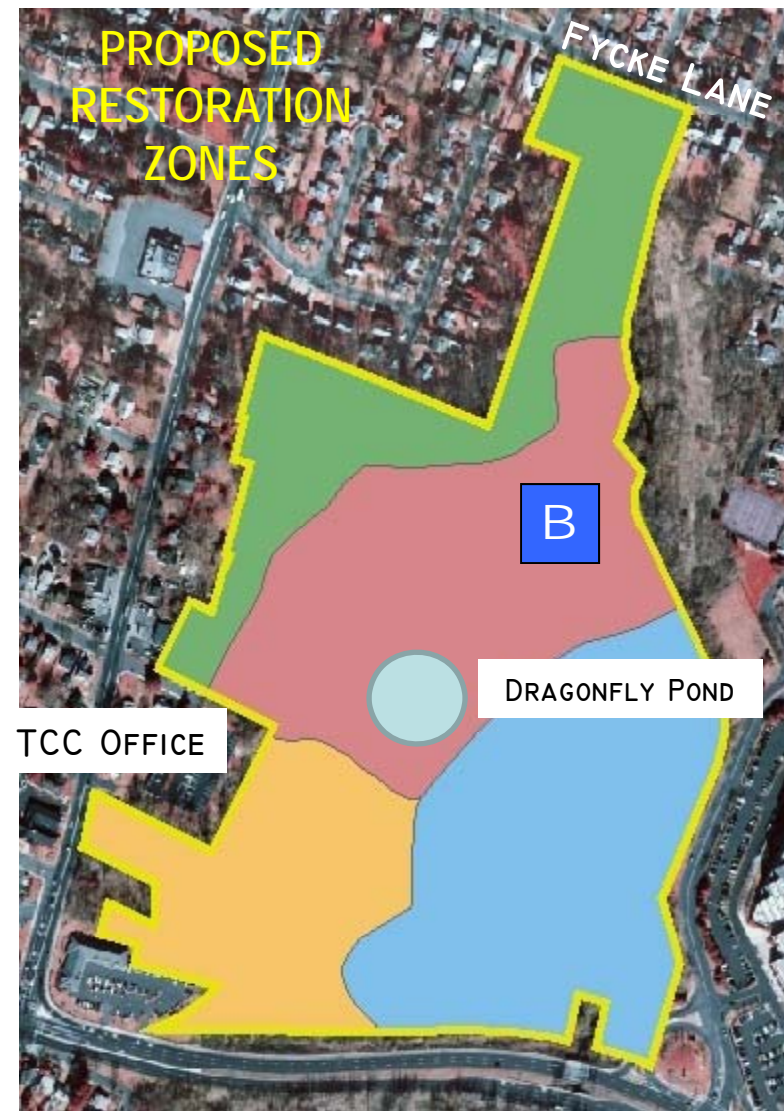 PROPOSED
RESTORATION
ZONES
FYCKE LANE
B
DRAGONFLY POND
TCC OFFICE